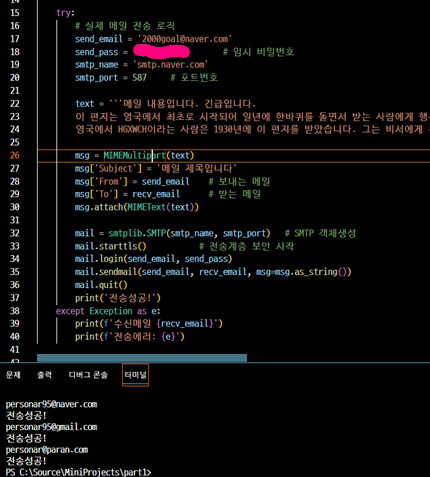 14
15 try:
16 # 실제 메일 전송 로직
17 send_email = '2000goal@naver.com'
18 send_pass = # 임시 비밀번호
19 smtp_name = 'smtp.naver.com'
20 smtp_port = 587 # 포트번호
21
22 text = '''메일 내용입니다. 긴급입니다.
23 이 편지는 영국에서 최초로 시작되어 일년에 한바퀴를 돌면서 받는 사람에게 행
24 영국에서 HGXWCH이라는 사람은 1930년에 이 편지를 받았습니다. 그는 비서에게
25
26 msg = MIMEMultipart(text)
27 msg['Subject'] = '메일 제목입니다'
28 msg['From'] = send_email # 보내는 메일
29 msg['To'] = recv_email # 받는 메일
30 msg.attach(MIMEText(text))
31
32 mail = smtplib.SMTP(smtp_name, smtp_port) # SMTP 객체생성
33 mail.starttls() # 전송계층 보안 시작
34 mail.login(send_email, send_pass)
35 mail.sendmail(send_email, recv_email, msg=msg.as_string())
36 mail.quit()
37 print('전송성공!')
38 except Exception as e:
39 print(f'수신메일 {recv_email}')
40 print(f'전송에러: {e}')
41
42
문제 출력 디버그 콘솔 터미널
personar95@naver.com
전송성공!
personar95@gmail.com
전송성공!
personar@paran.com
전송성공!
PS C:\Source\MiniProjects\part1>